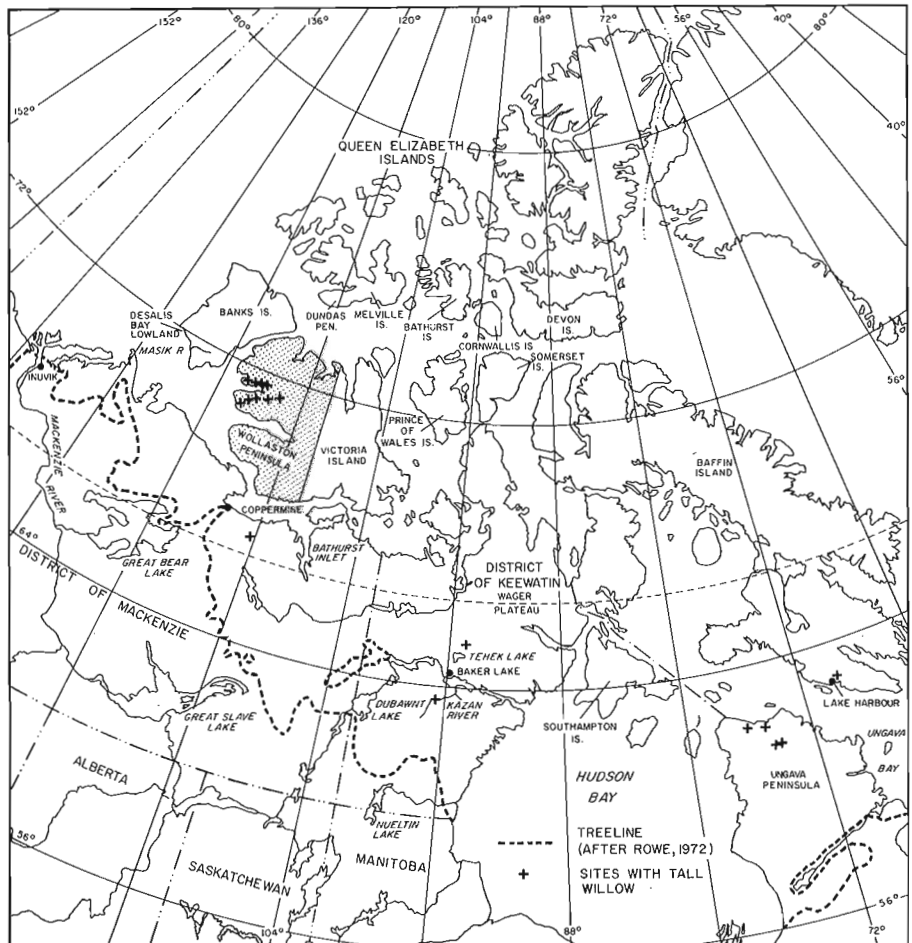 152°
80°
136°
120°
104°
88°
72°
56°
40°
80°
152°
40°
QUEEN ELIZABETH
ISLANDS
72°
DESALIS
BAY
LOWLAND
MASIK R
BANKS IS.
DUNDAS
PEN.
MELVILLE
IS.
BATHURST
IS
DEVON
IS.
CORNWALLIS IS
SOMERSET
IS.
56°
INUVIK
PRINCE
OF
WALES IS.
MACKENZIE
RIVER
WOLLASTON
PENINSULA
VICTORIA
ISLAND
BAFFIN
ISLAND
COPPERMINE
BATHURST
INLET
GREAT BEAR
LAKE
64°
DISTRICT
OF MACKENZIE
DISTRICT
OF KEEWATIN
WAGER
PLATEAU
TEHEK LAKE
BAKER LAKE
DUBAWNT
LAKE
KAZAN
RIVER
GREAT SLAVE
LAKE
SOUTHAMPTON
IS.
LAKE HARBOUR
UNGAVA
BAY
ALBERTA
HUDSON
BAY
UNGAVA
PENINSULA
NUELTIN
LAKE
56°
SASKATCHEWAN
MANITOBA
TREELINE
(AFTER ROWE, 1972)
SITES WITH TALL
WILLOW
56°
104°
88°
72°